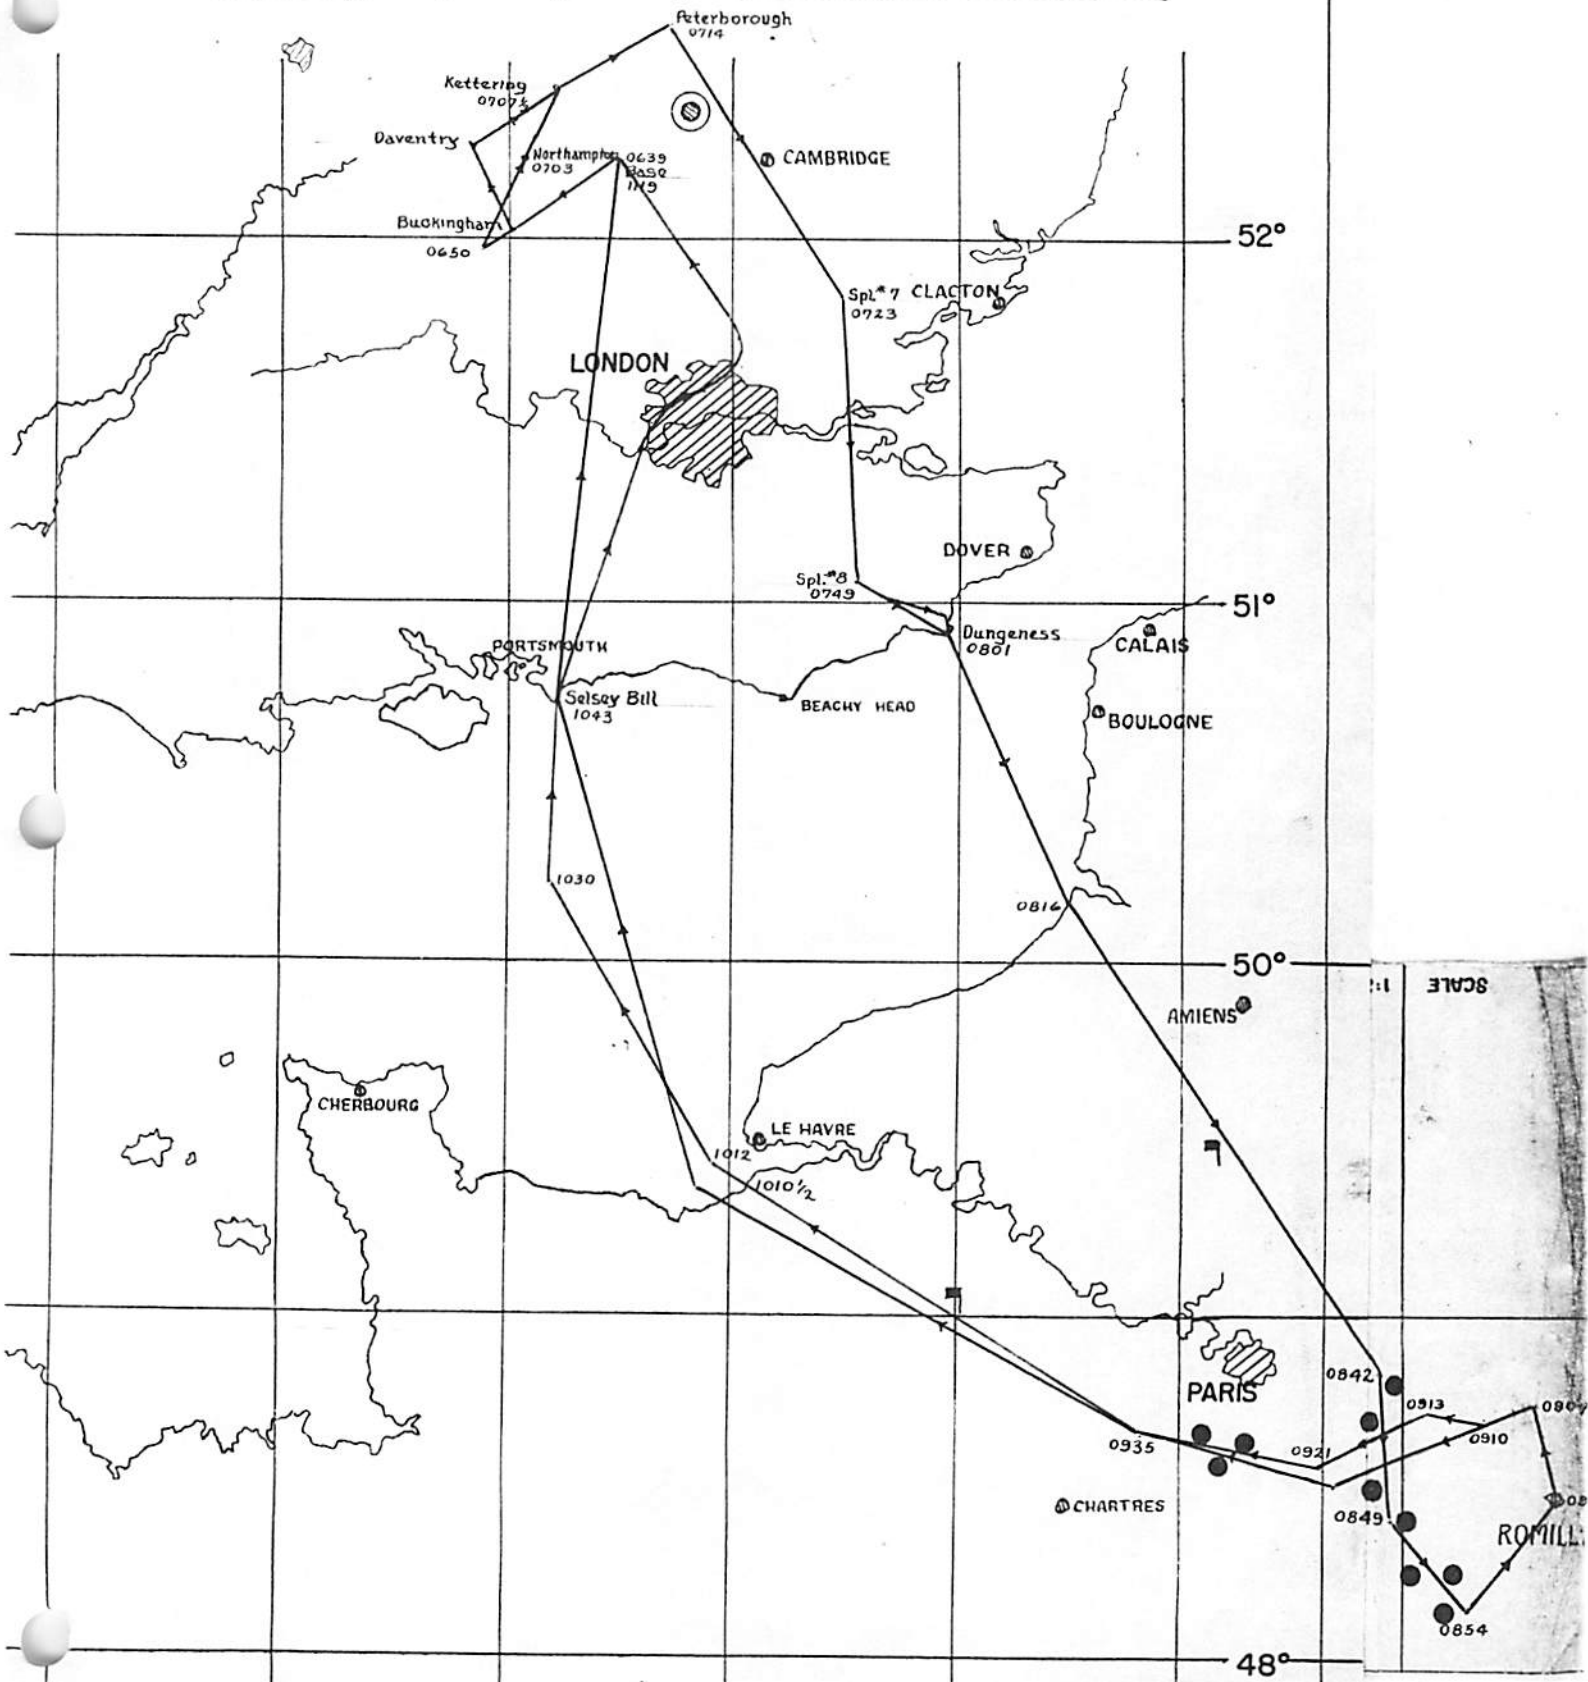 Peterborough
0714
Kettering
0707½
Daventry
Northampton
0703
0639
Base
1119
CAMBRIDGE
Buckingham
0650
52°
Spl.#7
0723
CLACTON
LONDON
DOVER
Spl.#8
0749
51°
Dungeness
0801
CALAIS
PORTSMOUTH
Selsey Bill
1043
BEACHY HEAD
BOULOGNE
1030
0816
50°
SCALE
AMIENS
CHERBOURG
LE HAVRE
1012
1010½
0842
PARIS
0913
0935
0921
0910
CHARTRES
0849
ROMILL
0854
48°